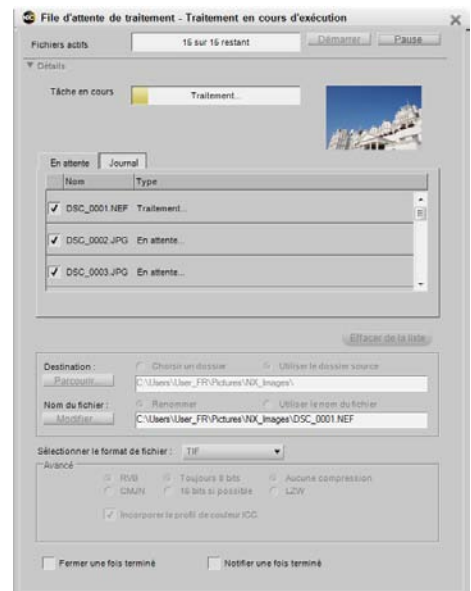 File d'attente de traitement - Traitement en cours d'exécution
Fichiers actifs 15 sur 15 restant Démarrer Pause
Détails
Tâche en cours Traitement...
En attente Journal
Nom Type
DSC_0001.NEF Traitement...
DSC_0002.JPG En attente...
DSC_0003.JPG En attente...
Effacer de la liste
Destination : Choisir un dossier Utiliser le dossier source
Parcourir... C:\Users\User_FR\Pictures\NX_Images\
Nom du fichier : Renommer Utiliser le nom du fichier
Modifier... C:\Users\User_FR\Pictures\NX_Images\DSC_0001.NEF
Sélectionner le format de fichier : TIF
Avancé
RVB Toujours 8 bits Aucune compression
CMJN 16 bits si possible LZW
Incorporer le profil de couleur ICC
Fermer une fois terminé Notifier une fois terminé